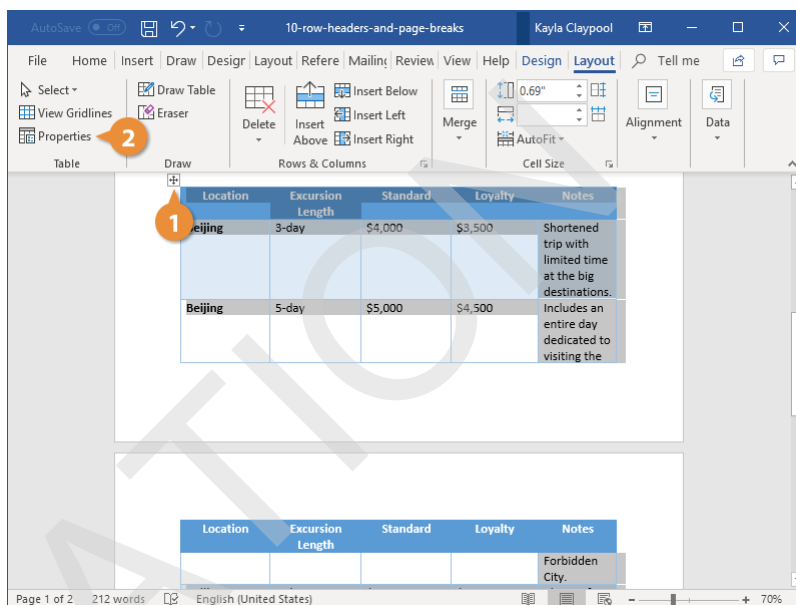 AutoSave Off 10-row-headers-and-page-breaks Kayla Claypool
File Home Insert Draw Desigr Layout Refere Mailing Review View Help Design Layout Tell me
Select Draw Table Insert Below 0.69"
View Gridlines Eraser Delete Insert Above Insert Left Merge Alignment Data
Properties 2 Insert Right AutoFit
Table Draw Rows & Columns Cell Size
1
Location Excursion Length Standard Loyalty Notes
Beijing 3-day $4,000 $3,500 Shortened
trip with
limited time
at the big
destinations.
Beijing 5-day $5,000 $4,500 Includes an
entire day
dedicated to
visiting the
Location Excursion Length Standard Loyalty Notes
Forbidden
City.
Page 1 of 2 212 words English (United States) 70%